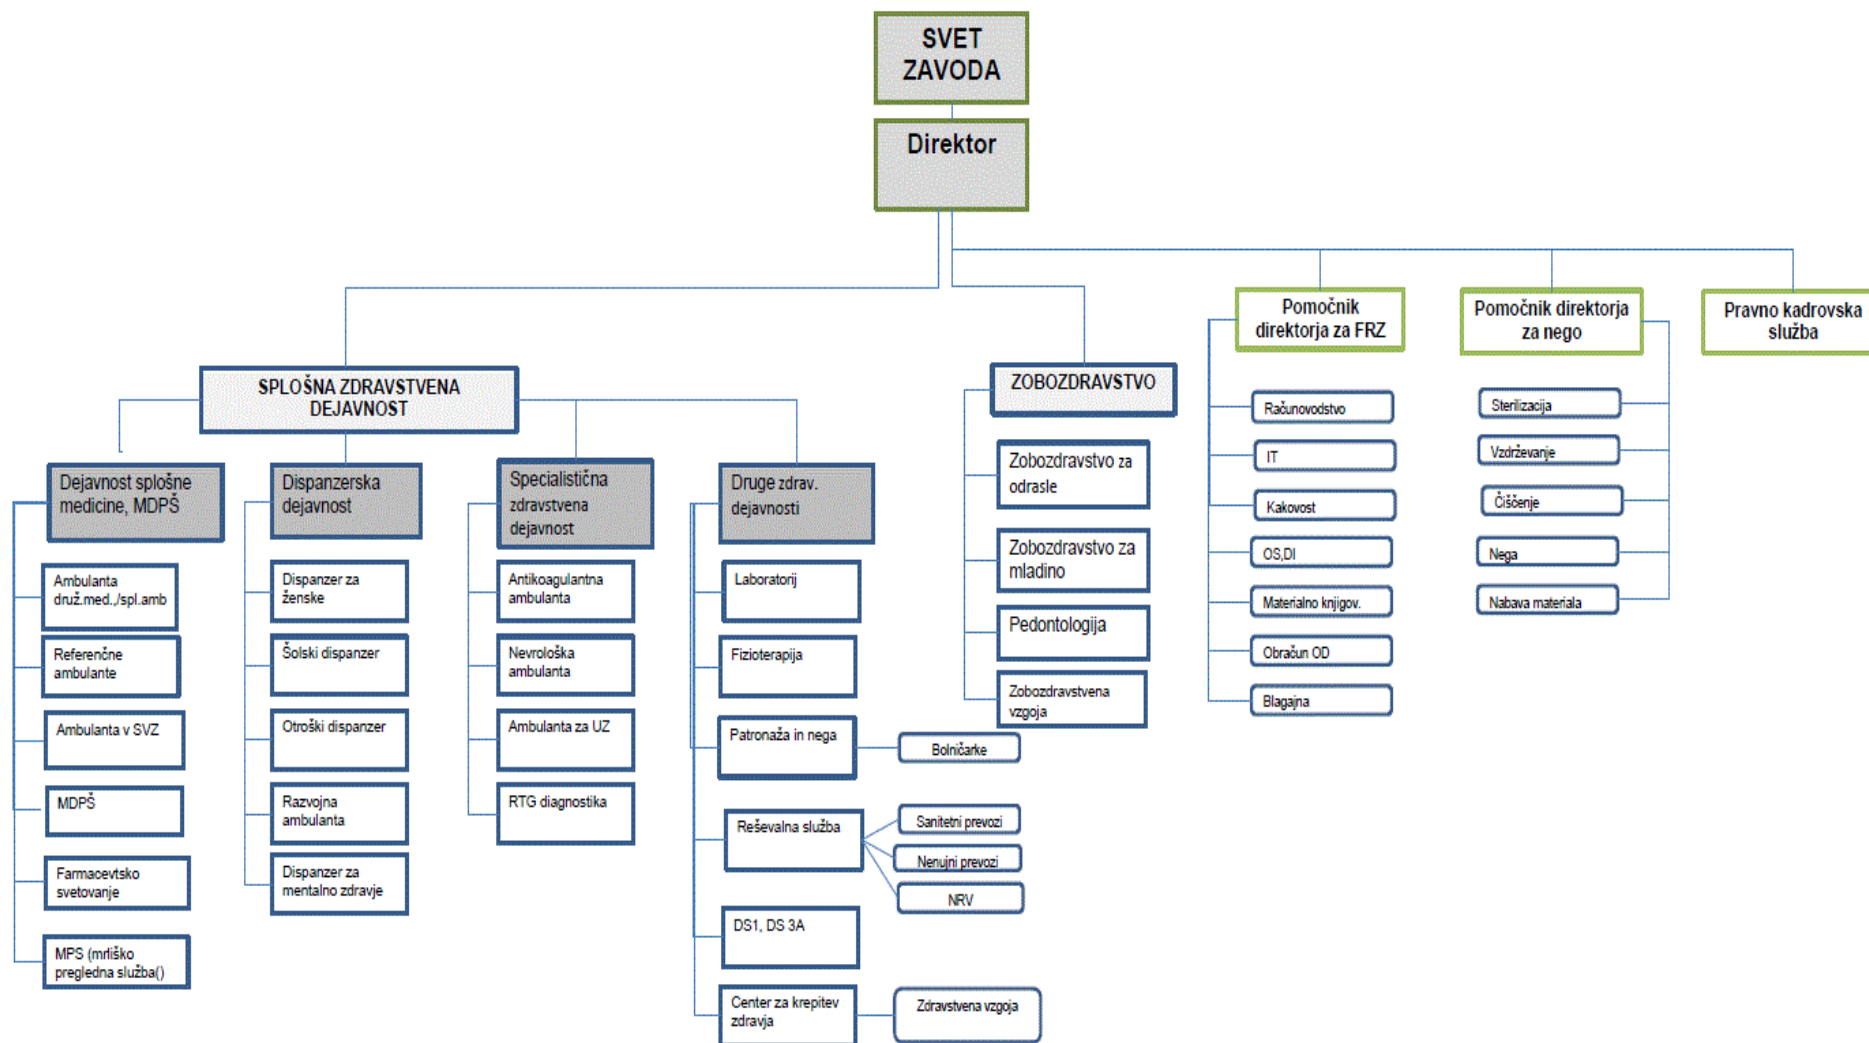 SVET
ZAVODA
Direktor
Pomočnik
direktorja za FRZ
Pomočnik direktorja
za nego
Pravno kadrovska
služba
SPLOŠNA ZDRAVSTVENA
DEJAVNOST
ZOBOZDRAVSTVO
Dejavnost splošne
medicine, MDPŠ
Ambulanta
druž.med.,/spl.amb
Referenčne
ambulante
Ambulanta v SVZ
MDPŠ
Farmacevtsko
svetovanje
MPS (mrliško
pregledna služba()
Dispanzerska
dejavnost
Dispanzer za
ženske
Šolski dispanzer
Otroški dispanzer
Razvojna
ambulanta
Dispanzer za
mentalno zdravje
Specialistična
zdravstvena
dejavnost
Antikoagulantna
ambulanta
Nevrološka
ambulanta
Ambulanta za UZ
RTG diagnostika
Druge zdrav.
dejavnosti
Laboratorij
Fizioterapija
Patronaža in nega
Bolničarke
Reševalna služba
Sanitetni prevozi
Nenujni prevozi
NRV
DS1, DS 3A
Center za krepitev
zdravja
Zdravstvena vzgoja
Zobozdravstvo za
odrasle
Zobozdravstvo za
mladino
Pedontologija
Zobozdravstvena
vzgoja
Računovodstvo
IT
Kakovost
OS,DI
Materialno knjigov.
Obračun OD
Blagajna
Sterilizacija
Vzdrževanje
Čiščenje
Nega
Nabava materiala